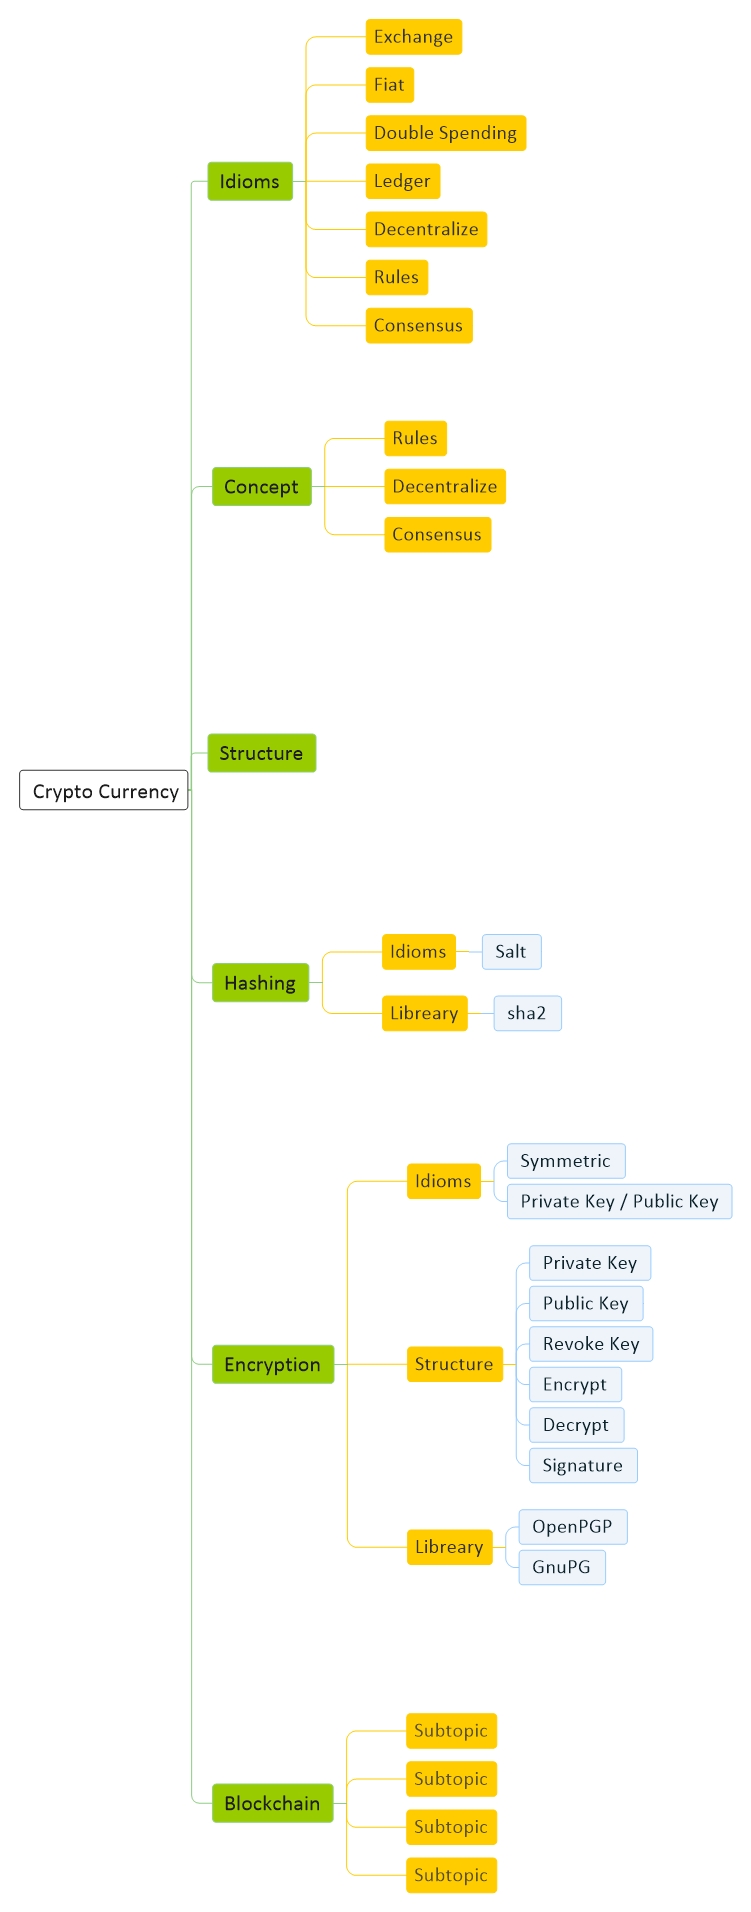 Exchange
Fiat
Double Spending
Idioms
Ledger
Decentralize
Rules
Consensus
Rules
Concept
Decentralize
Consensus
Structure
Crypto Currency
Idioms
Salt
Hashing
Libreary
sha2
Symmetric
Idioms
Private Key / Public Key
Private Key
Public Key
Revoke Key
Encryption
Structure
Encrypt
Decrypt
Signature
OpenPGP
Libreary
GnuPG
Subtopic
Subtopic
Blockchain
Subtopic
Subtopic